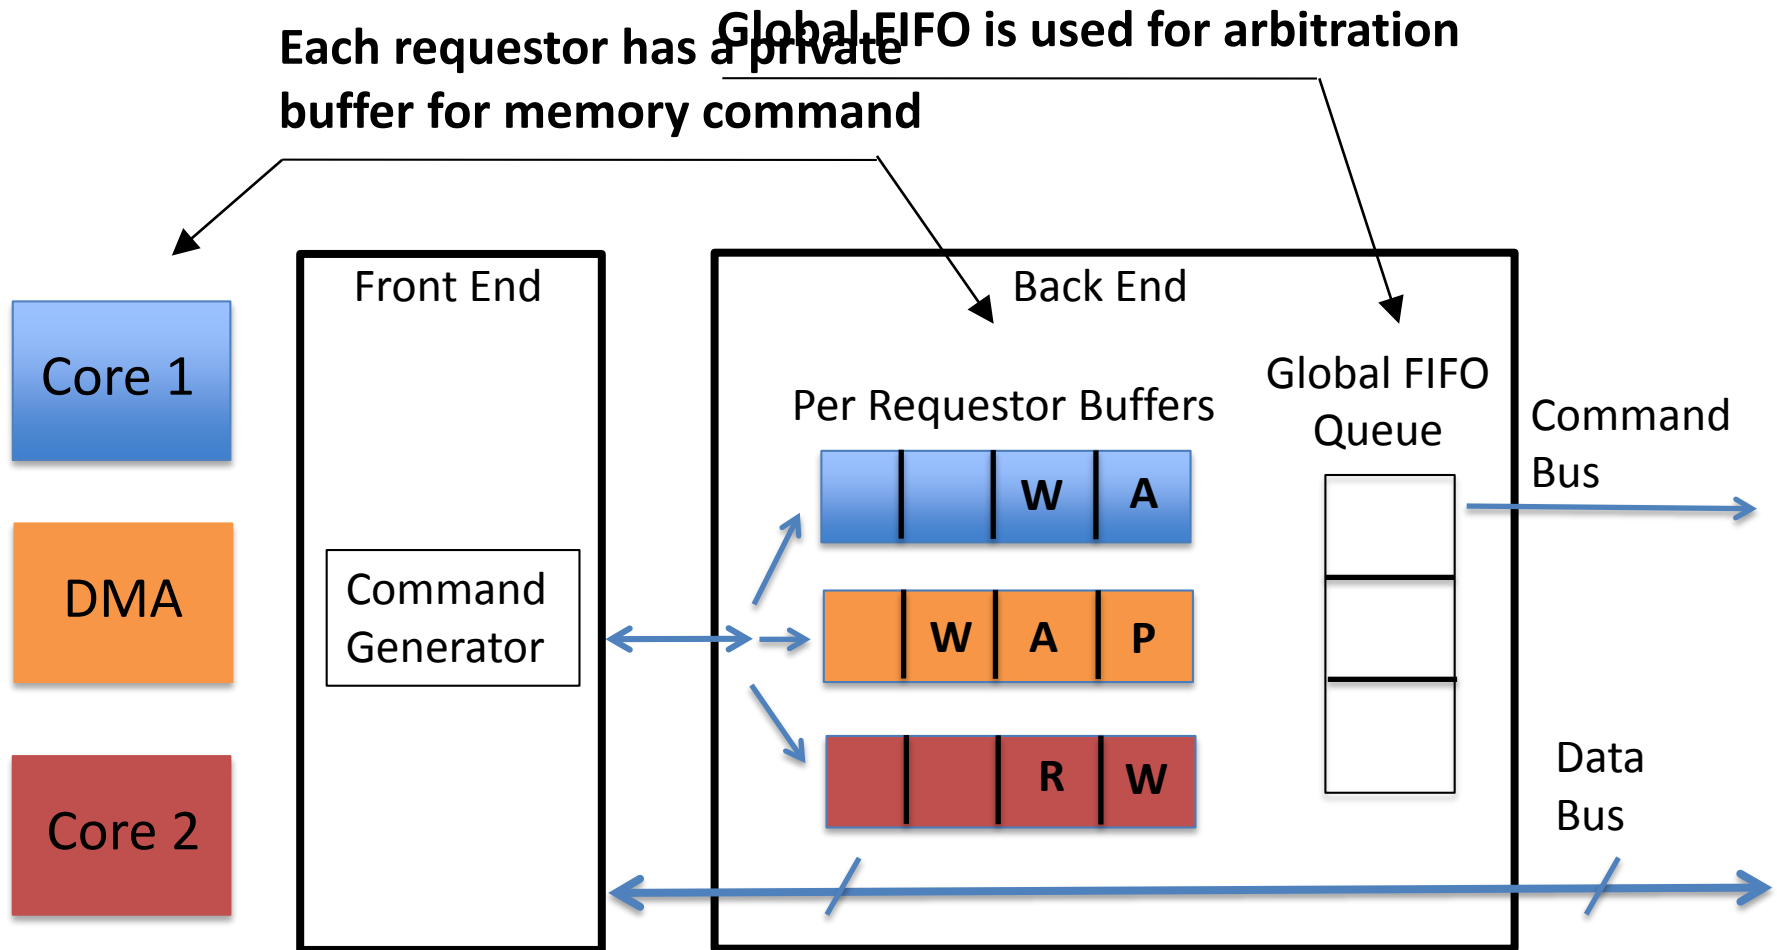 Global FIFO is used for arbitration
Each requestor has a private
buffer for memory command
Front End
Back End
Core 1
Global FIFO
Queue
Per Requestor Buffers
Command
Bus
W A
DMA
Command
Generator
W A P
Core 2
R W
Data
Bus